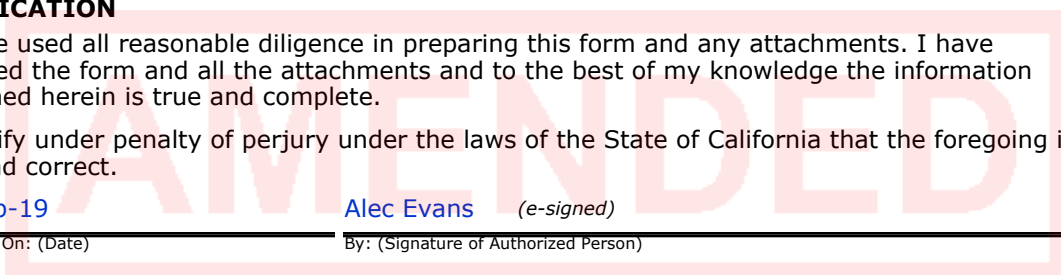 ICATION
e used all reasonable diligence in preparing this form and any attachments. I have
ed the form and all the attachments and to the best of my knowledge the information
ned herein is true and complete.
ify under penalty of perjury under the laws of the State of California that the foregoing i
nd correct.
-19 Alec Evans (e-signed)
On: (Date) By: (Signature of Authorized Person)
AMENDED